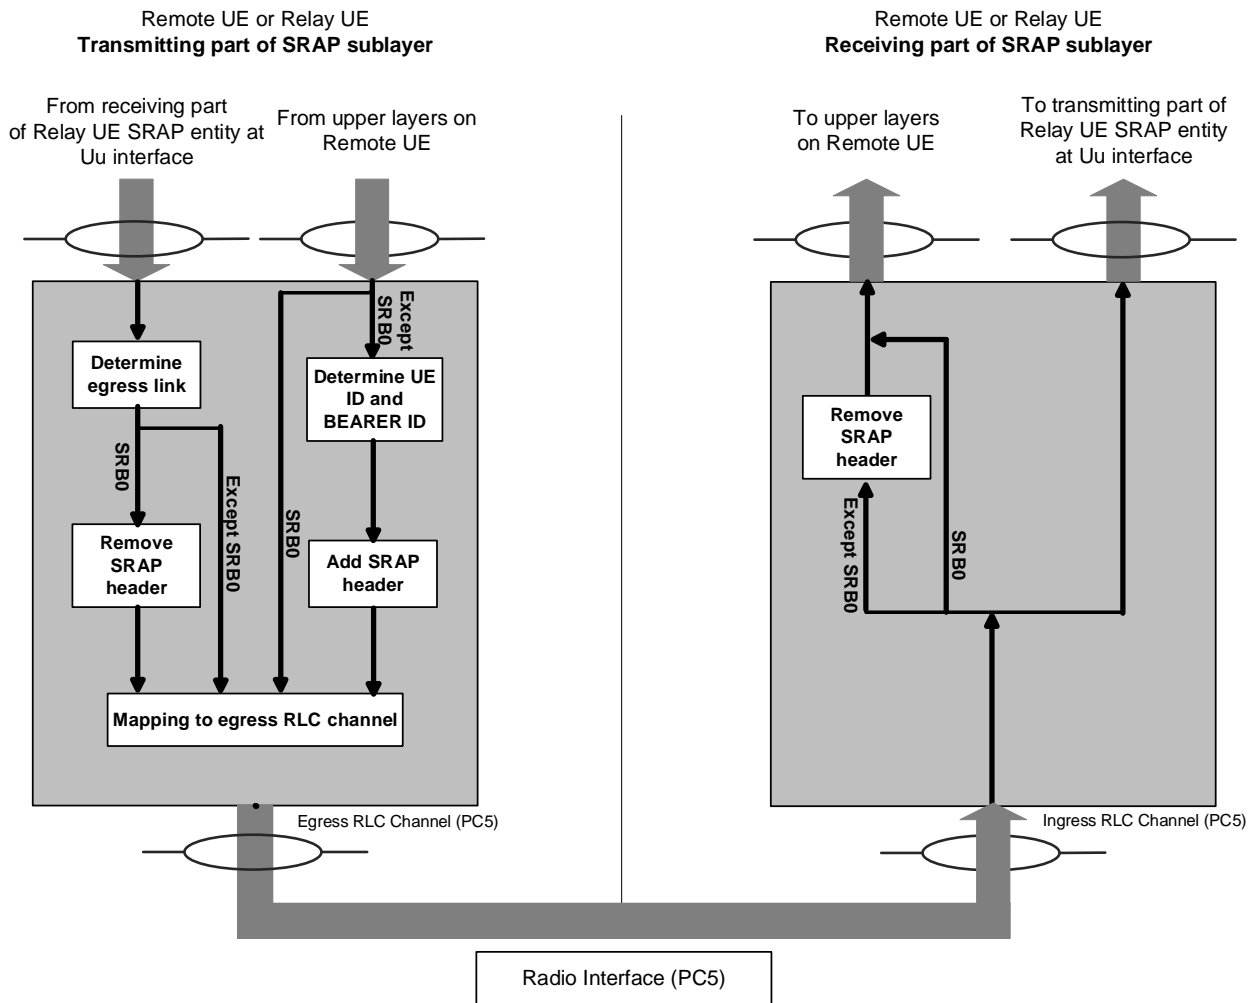 Remote UE or Relay UE
Transmitting part of SRAP sublayer
From receiving part
of Relay UE SRAP entity at
Uu interface
From upper layers on
Remote UE
Determine
egress link
SRB0
Except SRB0
Remove
SRAP
header
SRB0
Except
SRB0
Determine UE
ID and
BEARER ID
Add SRAP
header
Mapping to egress RLC channel
Egress RLC Channel (PC5)
Remote UE or Relay UE
Receiving part of SRAP sublayer
To upper layers
on Remote UE
To transmitting part of
Relay UE SRAP entity
at Uu interface
Remove
SRAP
header
Except SRB0
SRB0
Ingress RLC Channel (PC5)
Radio Interface (PC5)